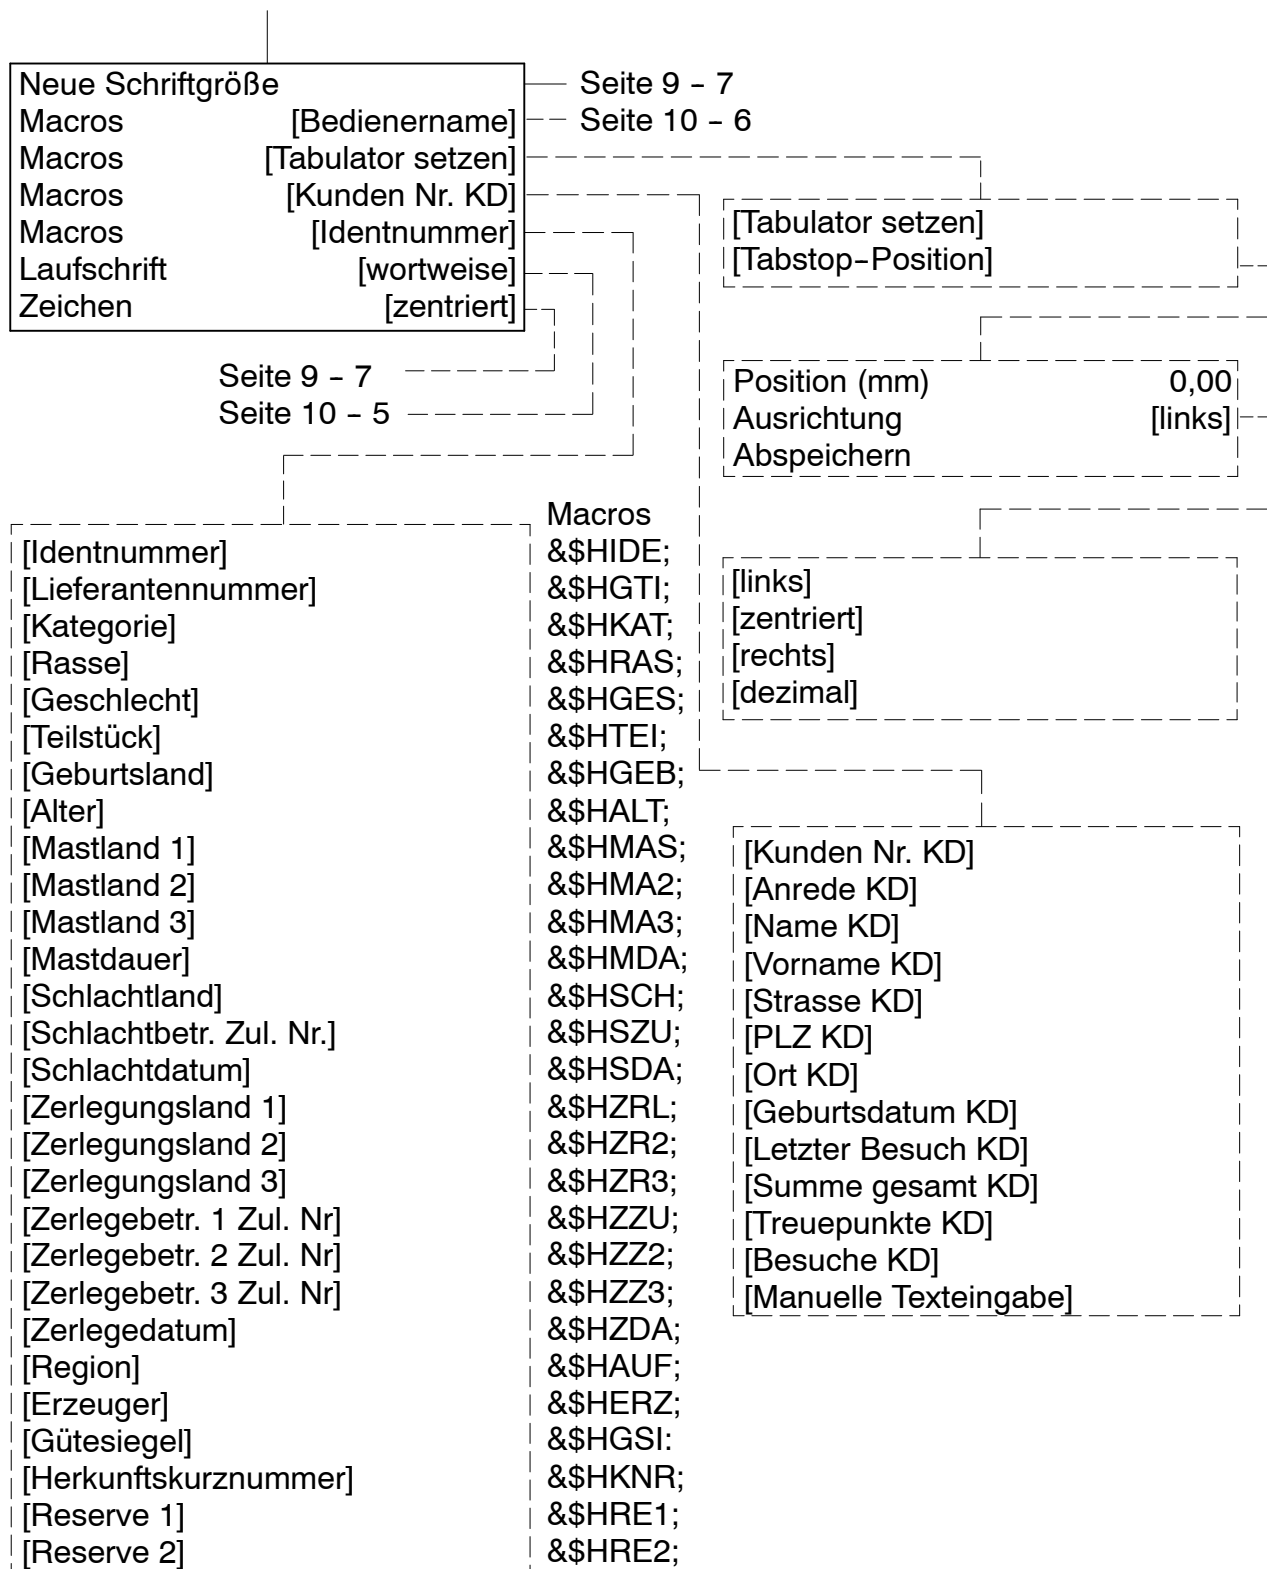 Neue Schriftgröße
Macros [Bedienername]
Macros [Tabulator setzen]
Macros [Kunden Nr. KD]
Macros [Identnummer]
Laufschrift [wortweise]
Zeichen [zentriert]
Seite 9 - 7
Seite 10 - 6
Seite 9 - 7
Seite 10 - 5
[Tabulator setzen]
[Tabstop-Position]
Position (mm) 0,00
Ausrichtung [links]
Abspeichern
[links]
[zentriert]
[rechts]
[dezimal]
Macros
[Identnummer] &$HIDE;
[Lieferantennummer] &$HGTI;
[Kategorie] &$HKAT;
[Rasse] &$HRAS;
[Geschlecht] &$HGES;
[Teilstück] &$HTEI;
[Geburtsland] &$HGEB;
[Alter] &$HALT;
[Mastland 1] &$HMAS;
[Mastland 2] &$HMA2;
[Mastland 3] &$HMA3;
[Mastdauer] &$HMDA;
[Schlachtland] &$HSCH;
[Schlachtbetr. Zul. Nr.] &$HSZU;
[Schlachtdatum] &$HSDA;
[Zerlegungsland 1] &$HZRL;
[Zerlegungsland 2] &$HZR2;
[Zerlegungsland 3] &$HZR3;
[Zerlegebetr. 1 Zul. Nr] &$HZZU;
[Zerlegebetr. 2 Zul. Nr] &$HZZ2;
[Zerlegebetr. 3 Zul. Nr] &$HZZ3;
[Zerlegedatum] &$HZDA;
[Region] &$HAUF;
[Erzeuger] &$HERZ;
[Gütesiegel] &$HGSI:
[Herkunftskurznummer] &$HKNR;
[Reserve 1] &$HRE1;
[Reserve 2] &$HRE2;
[Kunden Nr. KD]
[Anrede KD]
[Name KD]
[Vorname KD]
[Strasse KD]
[PLZ KD]
[Ort KD]
[Geburtsdatum KD]
[Letzter Besuch KD]
[Summe gesamt KD]
[Treuepunkte KD]
[Besuche KD]
[Manuelle Texteingabe]